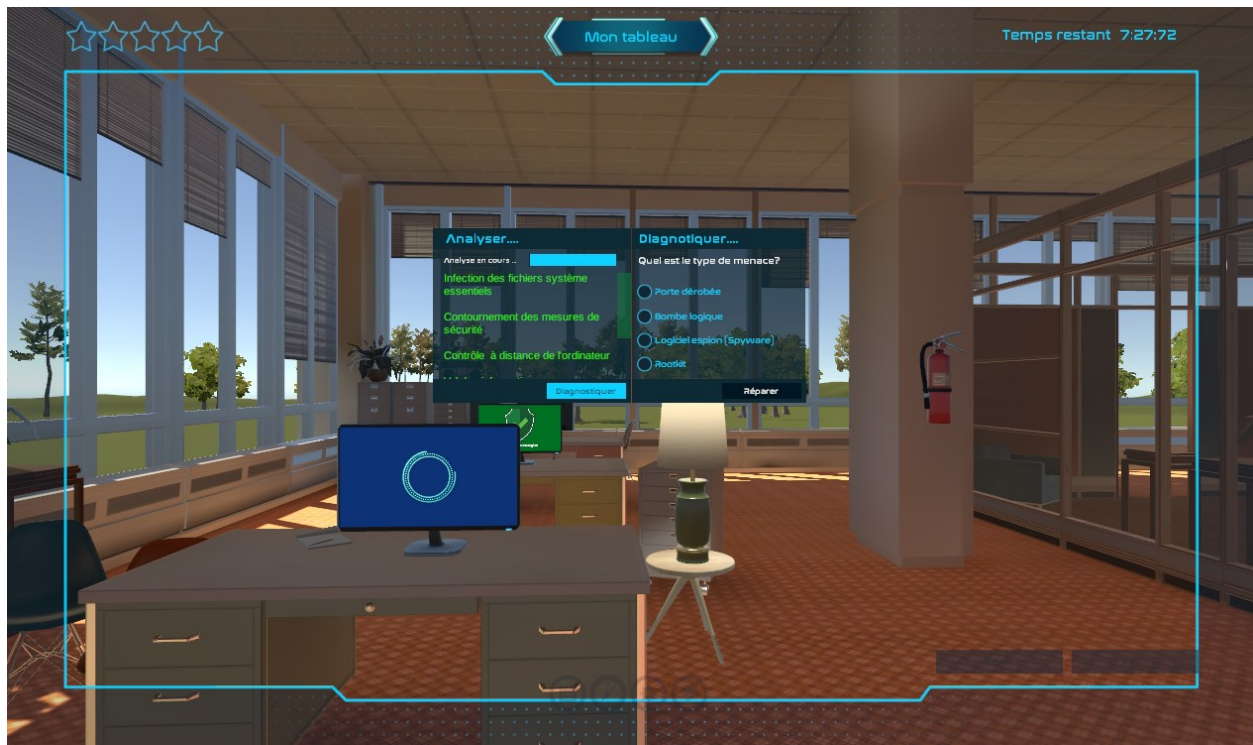 Mon tableau
Temps restant 7:27:72
Analyser....
Diagnotiquer....
Analyse en cours ..
Quel est le type de menace?
Infection des fichiers système
essentiels
Porte dérobée
Contournement des mesures de
sécurité
Bombe logique
Logiciel espion (Spyware)
Contrôle à distance de l'ordinateur
Rootkit
Diagnostiquer
Réparer